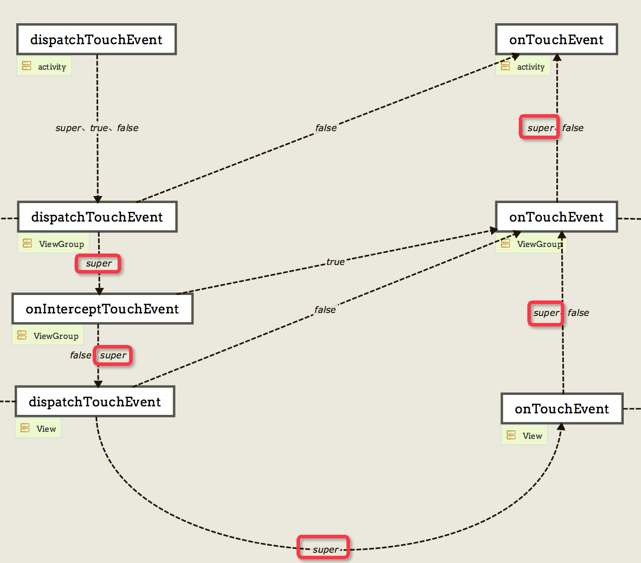 dispatchTouchEvent
onTouchEvent
activity
activity
super、true、false
false
super、false
dispatchTouchEvent
onTouchEvent
ViewGroup
ViewGroup
super
true
onInterceptTouchEvent
false
super、false
ViewGroup
false super
dispatchTouchEvent
onTouchEvent
View
View
super